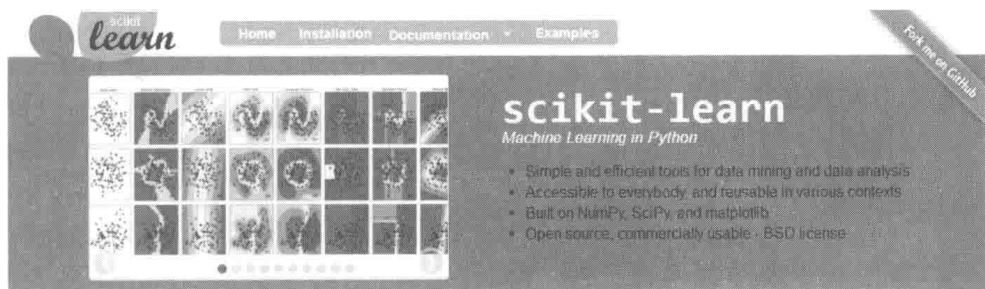 scikit
learn
Home Installation Documentation Examples
Fork me on GitHub
scikit-learn
Machine Learning in Python
• Simple and efficient tools for data mining and data analysis
• Accessible to everybody, and reusable in various contexts
• Built on NumPy, SciPy, and matplotlib
• Open source, commercially usable - BSD license